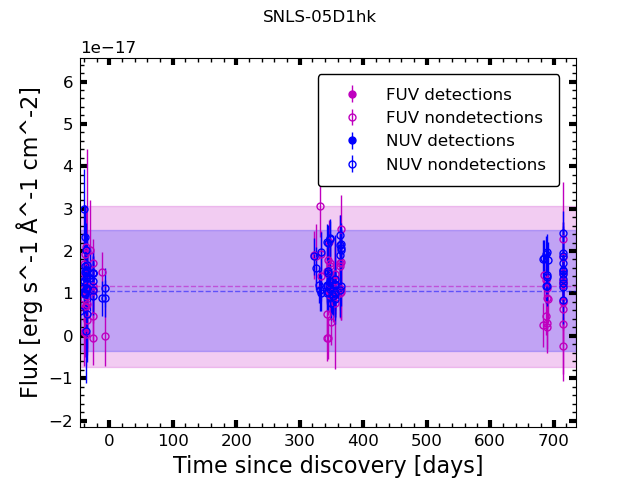 SNLS-05D1hk
1e−17
FUV detections
FUV nondetections
NUV detections
NUV nondetections
6
5
4
3
2
1
0
−1
−2
Flux [erg s^-1 Å^-1 cm^-2]
0 100 200 300 400 500 600 700
Time since discovery [days]